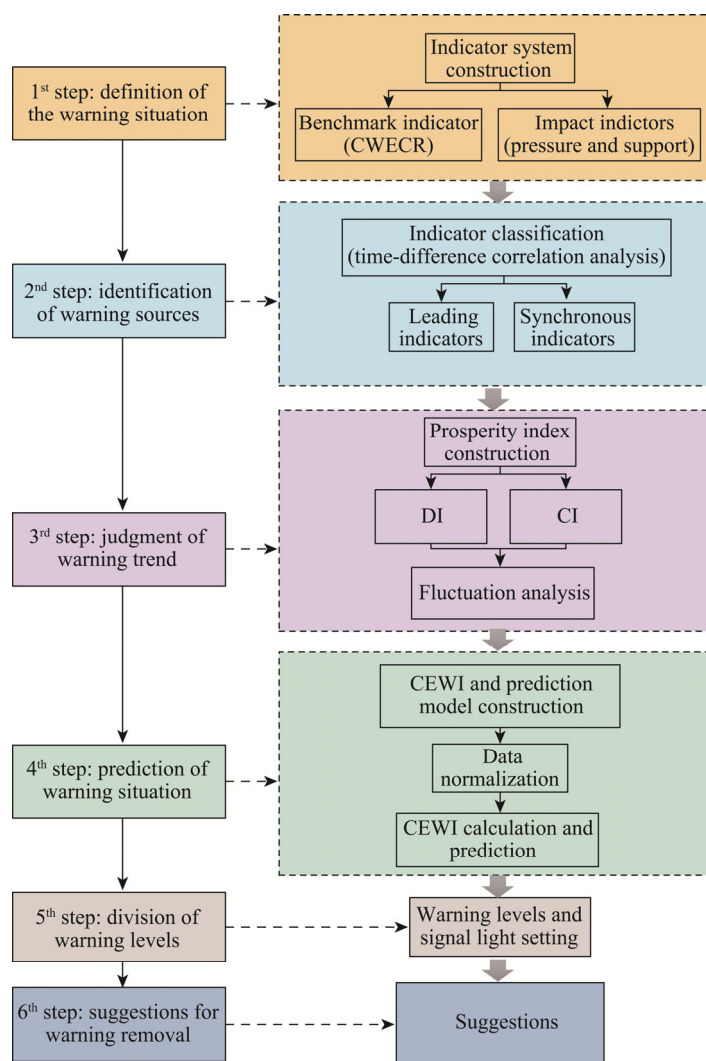 Indicator system
construction
1st step: definition of
the warning situation
Benchmark indicator
(CWECR)
Impact indictors
(pressure and support)
Indicator classification
(time-difference correlation analysis)
2nd step: identification
of warning sources
Leading
indicators
Synchronous
indicators
Prosperity index
construction
DI
CI
3rd step: judgment of
warning trend
Fluctuation analysis
CEWI and prediction
model construction
4th step: prediction of
warning situation
Data
normalization
CEWI calculation and
prediction
5th step: division of
warning levels
Warning levels and
signal light setting
6th step: suggestions for
warning removal
Suggestions